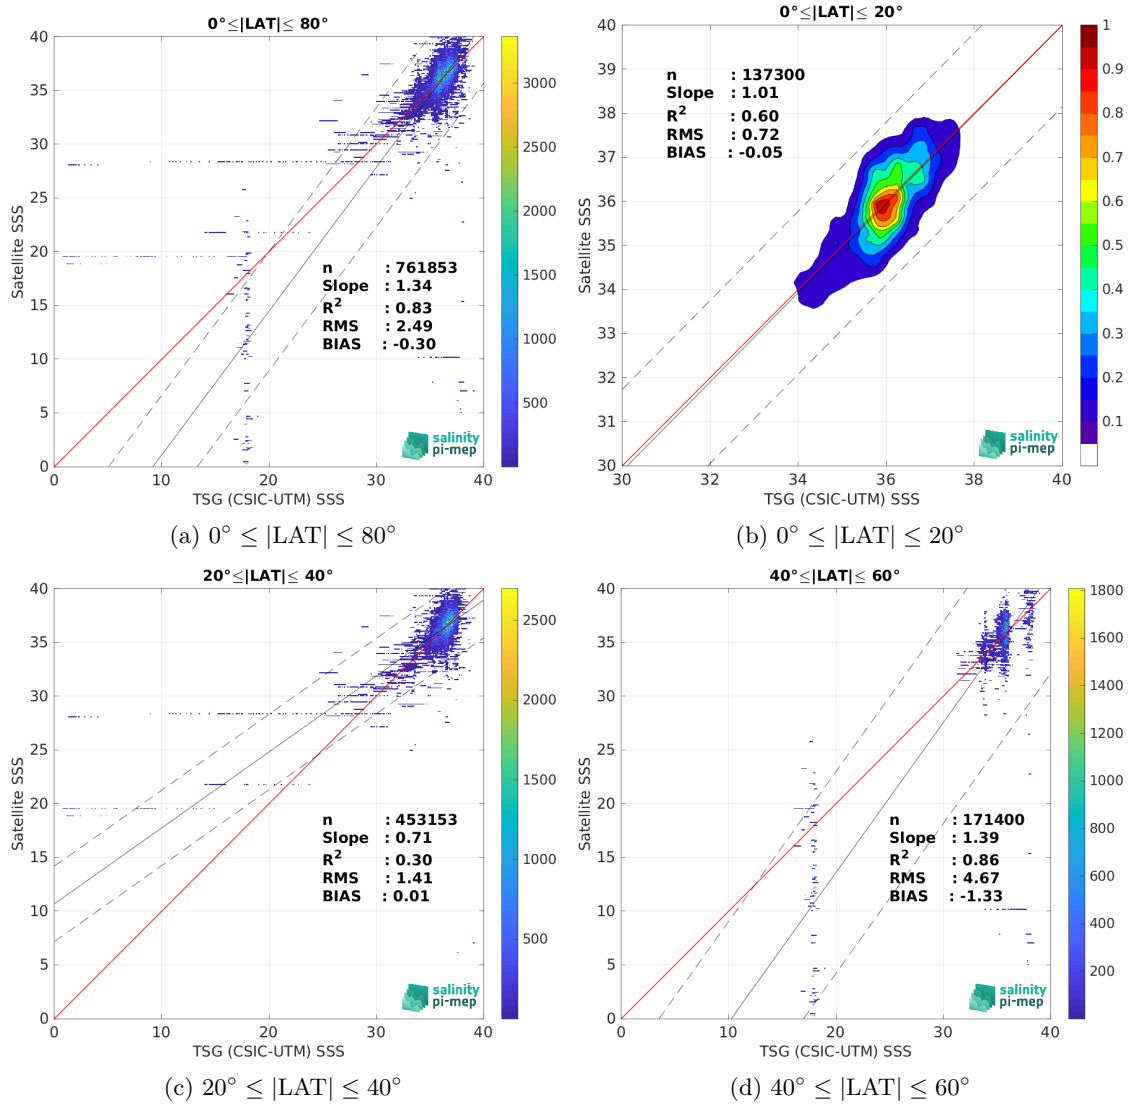 0°≤|LAT|≤ 80°
Satellite SSS
40
35
30
25
20
15
10
5
0
n : 761853
Slope : 1.34
R² : 0.83
RMS : 2.49
BIAS : -0.30
salinity
pi-mep
0 10 20 30 40
TSG (CSIC-UTM) SSS
3000
2500
2000
1500
1000
500
(a) 0° ≤ |LAT| ≤ 80°
0°≤|LAT|≤ 20°
Satellite SSS
40
39
38
37
36
35
34
33
32
31
30
n : 137300
Slope : 1.01
R² : 0.60
RMS : 0.72
BIAS : -0.05
salinity
pi-mep
30 32 34 36 38 40
TSG (CSIC-UTM) SSS
1
0.9
0.8
0.7
0.6
0.5
0.4
0.3
0.2
0.1
(b) 0° ≤ |LAT| ≤ 20°
20°≤|LAT|≤ 40°
Satellite SSS
40
35
30
25
20
15
10
5
0
n : 453153
Slope : 0.71
R² : 0.30
RMS : 1.41
BIAS : 0.01
salinity
pi-mep
0 10 20 30 40
TSG (CSIC-UTM) SSS
2500
2000
1500
1000
500
(c) 20° ≤ |LAT| ≤ 40°
40°≤|LAT|≤ 60°
Satellite SSS
40
35
30
25
20
15
10
5
0
n : 171400
Slope : 1.39
R² : 0.86
RMS : 4.67
BIAS : -1.33
salinity
pi-mep
0 10 20 30 40
TSG (CSIC-UTM) SSS
1800
1600
1400
1200
1000
800
600
400
200
(d) 40° ≤ |LAT| ≤ 60°